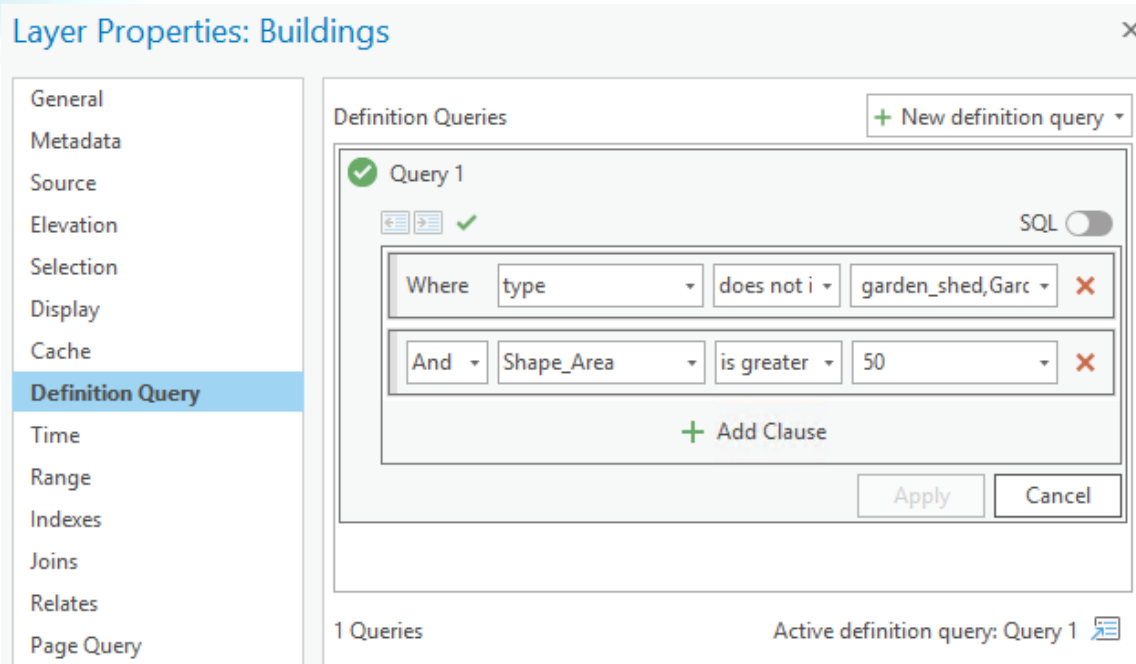 Layer Properties: Buildings
General
Metadata
Source
Elevation
Selection
Display
Cache
Definition Query
Time
Range
Indexes
Joins
Relates
Page Query
Definition Queries
New definition query
Query 1
SQL
Where type does not i garden_shed,Garc
And Shape_Area is greater 50
Add Clause
Apply Cancel
1 Queries Active definition query: Query 1